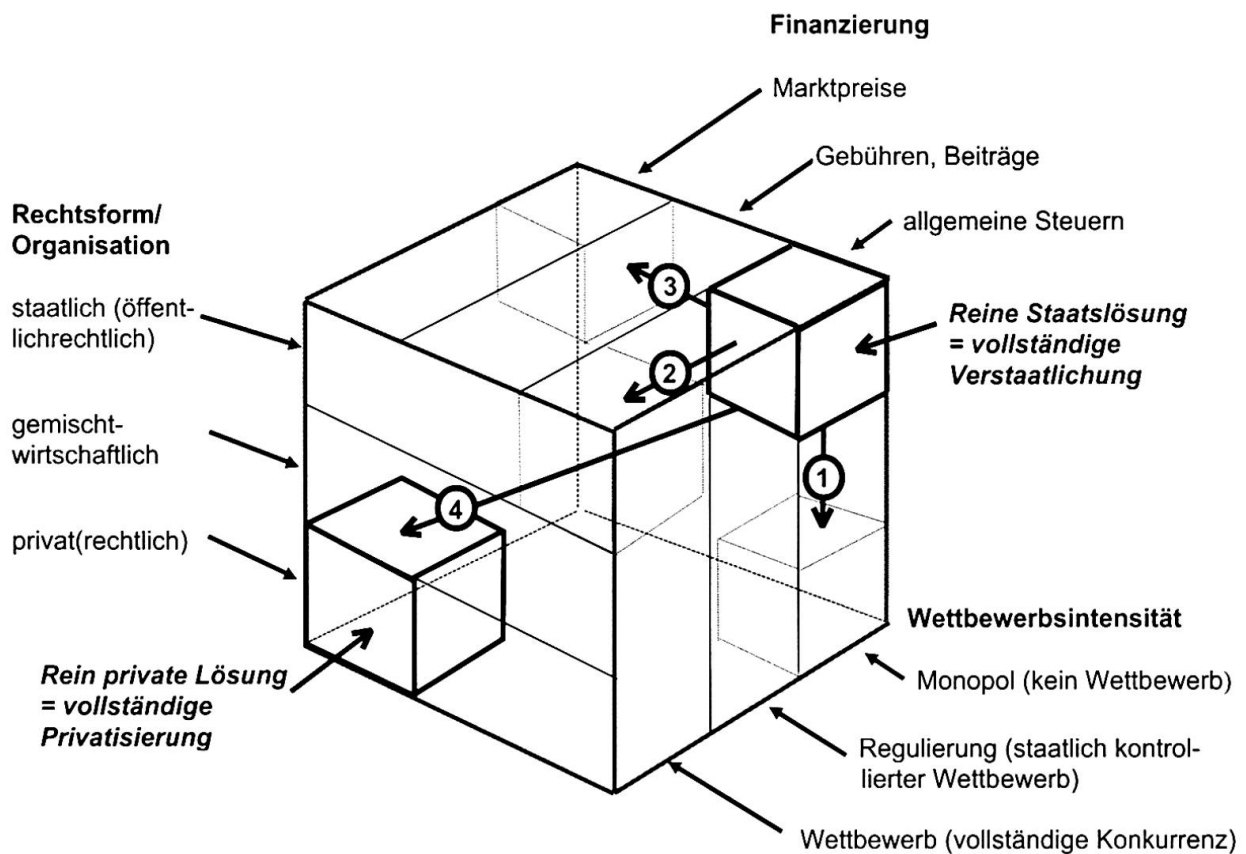 Finanzierung
Marktpreise
Gebühren, Beiträge
allgemeine Steuern
Rechtsform/
Organisation
staatlich (öffent-
lichrechtlich)
gemischt-
wirtschaftlich
privat(rechtlich)
3
2
1
4
Reine Staatslösung
= vollständige
Verstaatlichung
Rein private Lösung
= vollständige
Privatisierung
Wettbewerbsintensität
Monopol (kein Wettbewerb)
Regulierung (staatlich kontrol-
lierter Wettbewerb)
Wettbewerb (vollständige Konkurrenz)